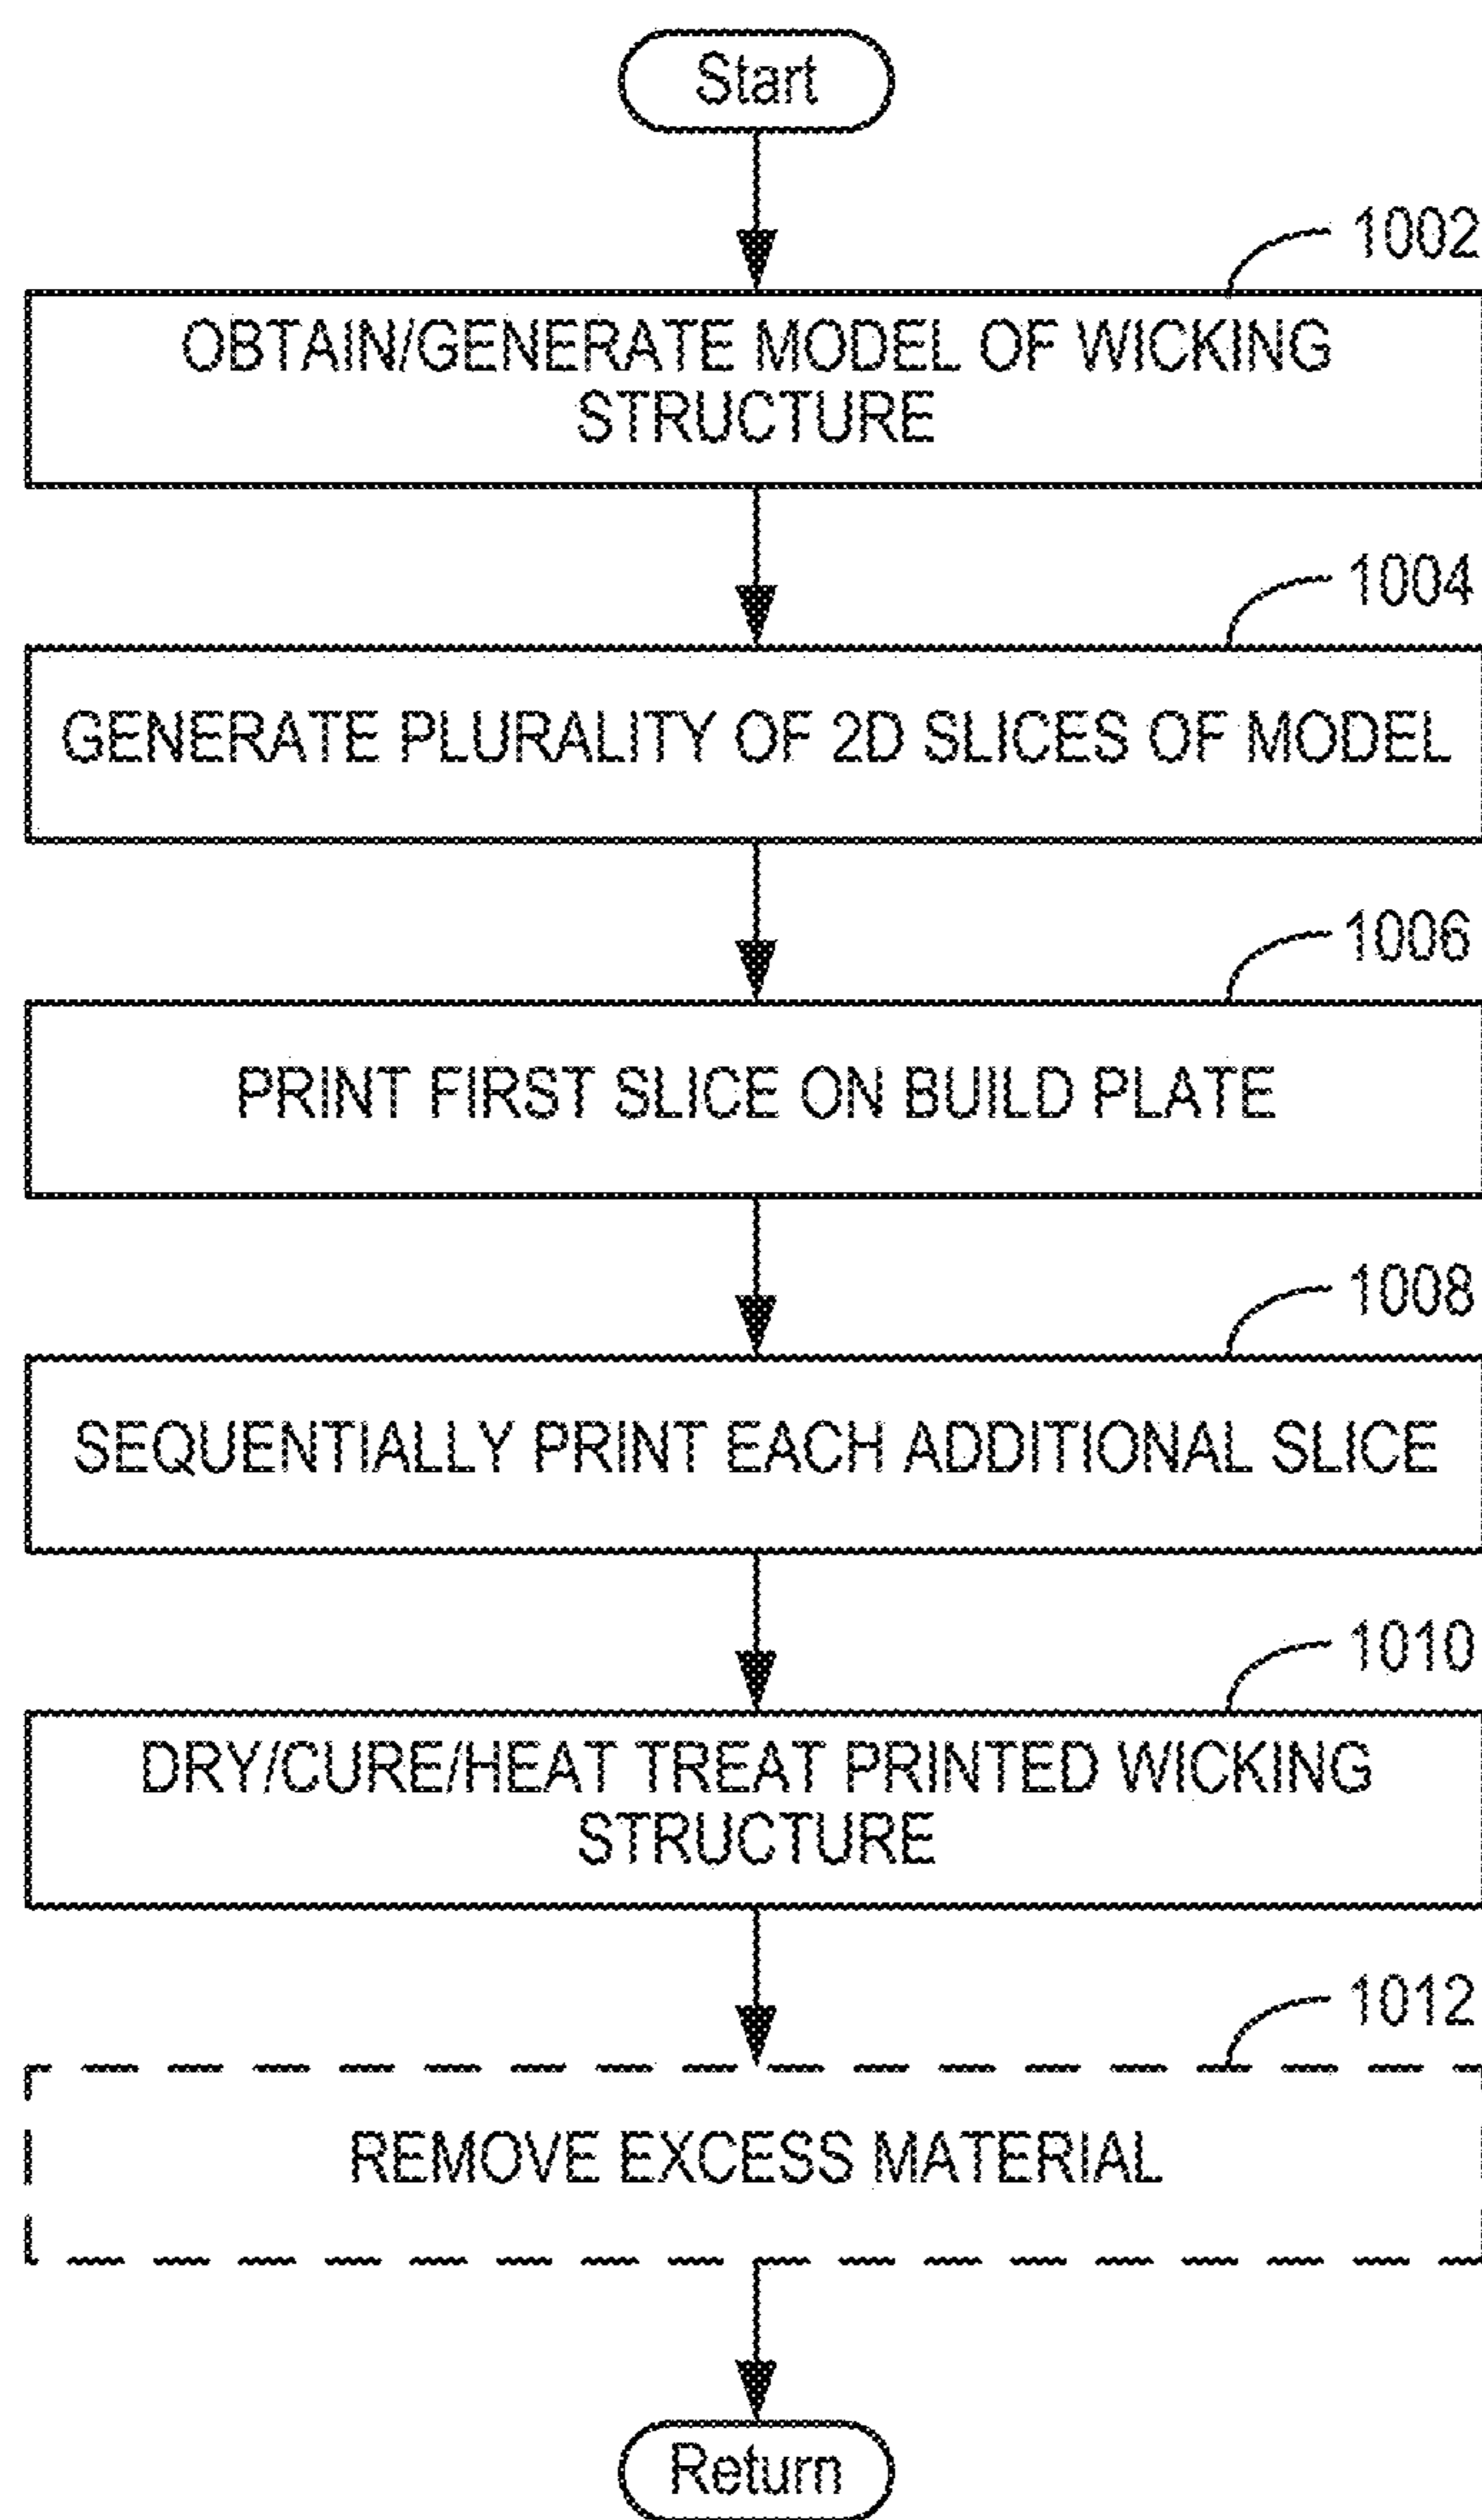 Start
1002
OBTAIN/GENERATE MODEL OF WICKING
STRUCTURE
1004
GENERATE PLURALITY OF 2D SLICES OF MODEL
1006
PRINT FIRST SLICE ON BUILD PLATE
1008
SEQUENTIALLY PRINT EACH ADDITIONAL SLICE
1010
DRY/CURE/HEAT TREAT PRINTED WICKING
STRUCTURE
1012
REMOVE EXCESS MATERIAL
Return